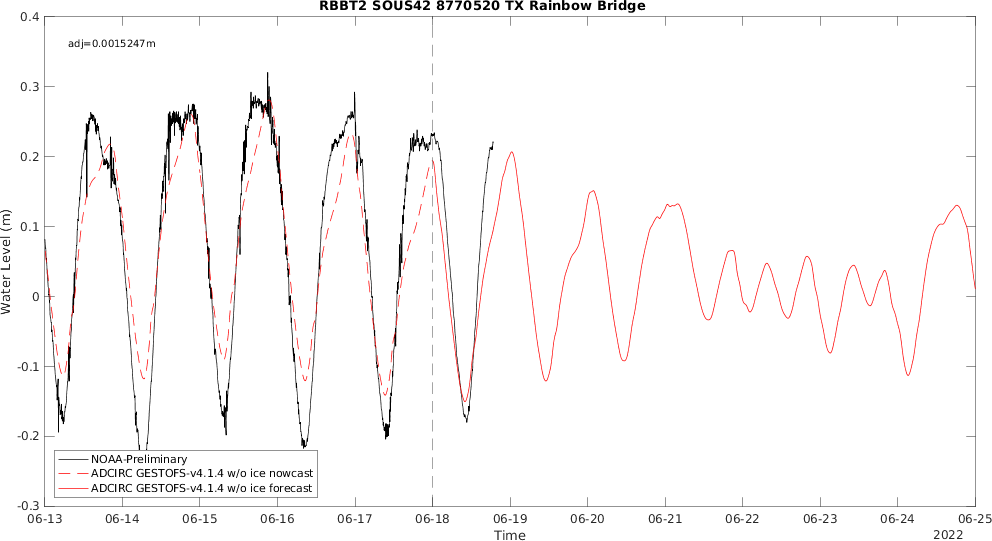 RBBT2 SOUS42 8770520 TX Rainbow Bridge
adj=0.0015247m
0.4
0.3
0.2
0.1
0
-0.1
-0.2
-0.3
Water Level (m)
NOAA-Preliminary
ADCIRC GESTOFS-v4.1.4 w/o ice nowcast
ADCIRC GESTOFS-v4.1.4 w/o ice forecast
06-13 06-14 06-15 06-16 06-17 06-18 06-19 06-20 06-21 06-22 06-23 06-24 06-25
Time
2022